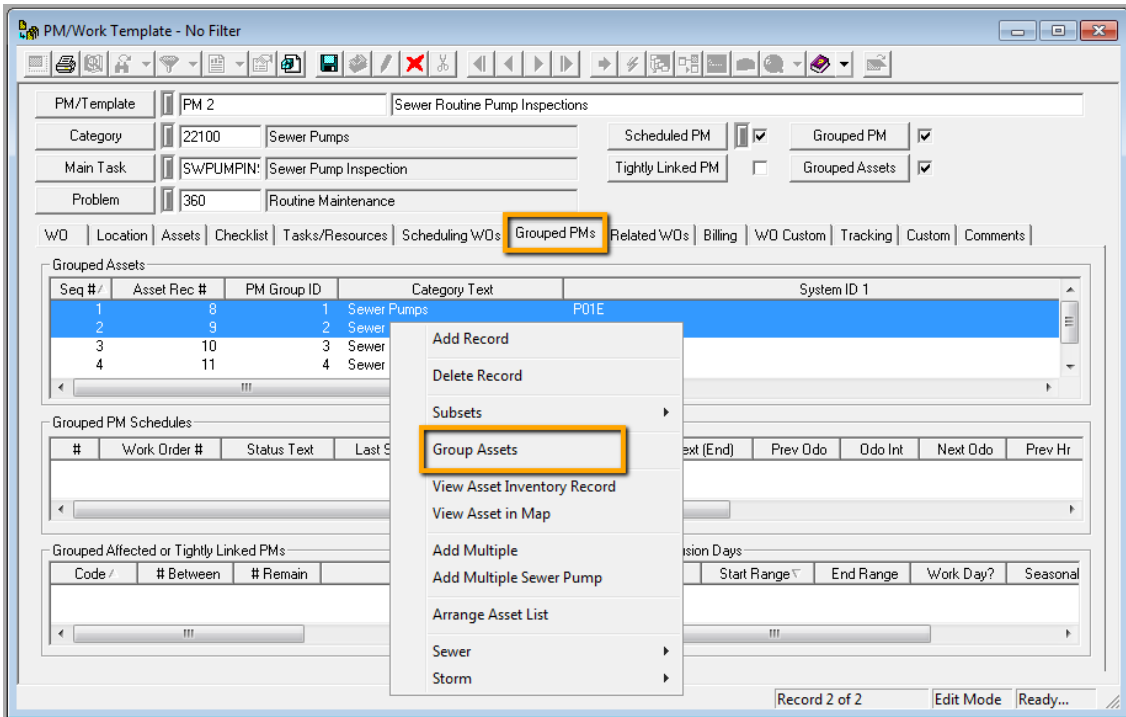 PM/Work Template - No Filter
PM/Template PM 2 Sewer Routine Pump Inspections
Category 22100 Sewer Pumps Scheduled PM Grouped PM
Main Task SWPUMPIN Sewer Pump Inspection Tightly Linked PM Grouped Assets
Problem 360 Routine Maintenance
WO Location Assets Checklist Tasks/Resources Scheduling WOs Grouped PMs Related WOs Billing WO Custom Tracking Custom Comments
Grouped Assets
Seq # Asset Rec # PM Group ID Category Text System ID 1
1 8 1 Sewer Pumps P01E
2 9 2 Sewer
3 10 3 Sewer
4 11 4 Sewer
Add Record
Delete Record
Subsets
Group Assets
View Asset Inventory Record
View Asset in Map
Add Multiple
Add Multiple Sewer Pump
Arrange Asset List
Sewer
Storm
Grouped PM Schedules
# Work Order # Status Text Last S ext (End) Prev Odo Odo Int Next Odo Prev Hr
Grouped Affected or Tightly Linked PMs usion Days
Code # Between # Remain Start Range End Range Work Day? Seasonal
Record 2 of 2 Edit Mode Ready...